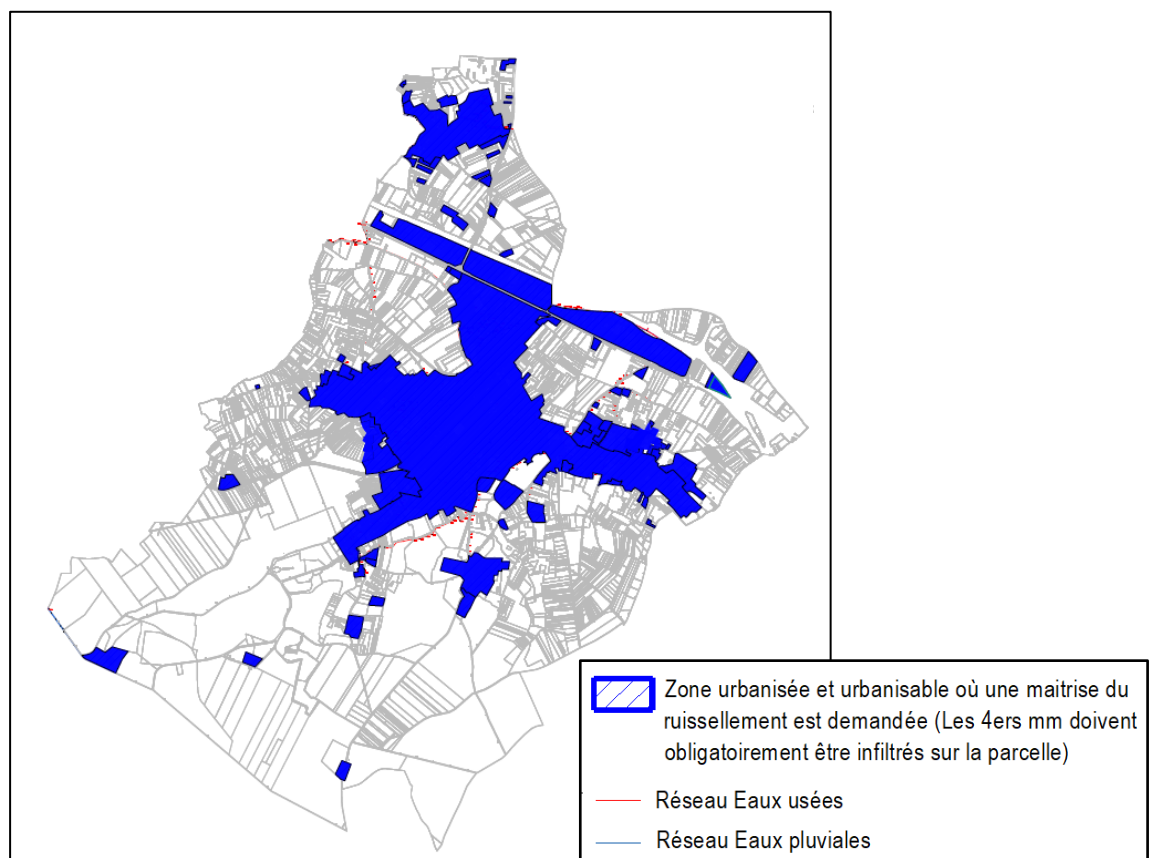 Zone urbanisée et urbanisable où une maitrise du
ruissellement est demandée (Les 4ers mm doivent
obligatoirement être infiltrés sur la parcelle)
Réseau Eaux usées
Réseau Eaux pluviales